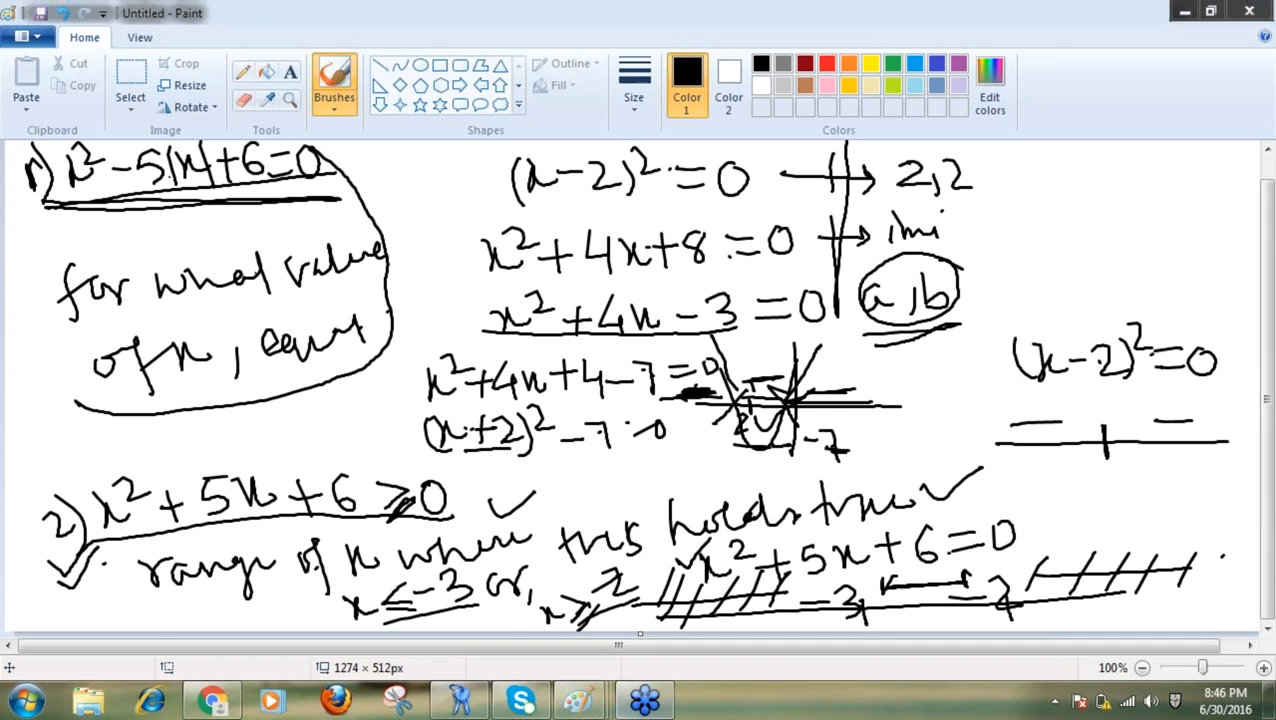 Untitled - Paint
Home View
Paste
Cut
Copy
Select
Crop
Resize
Rotate
Brushes
Outline
Fill
Size
Color 1
Color 2
Edit colors
Clipboard Image Tools Shapes Colors
1) x² - 5|x| + 6 = 0
for what value
of x, equat
(x-2)² = 0 → 2,2
x² + 4x + 8 = 0 → imi
x² + 4x - 3 = 0 a, b
x² + 4x + 4 - 7 = 0
(x+2)² - 7 = 0
-7
(x-2)² = 0
2) x² + 5x + 6 ≥ 0
range of x where this holds true
x² + 5x + 6 = 0
x ≤ -3 or, x ≥ -2
-3 -2
1274 × 512px
100%
8:46 PM
6/30/2016